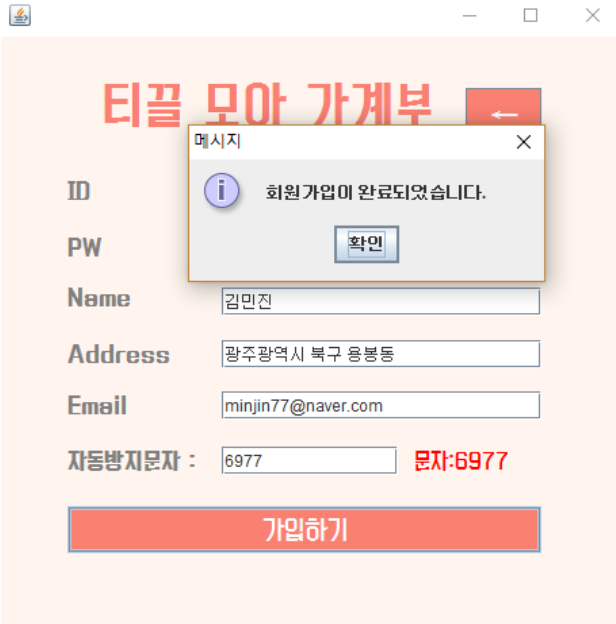 티끌 모아 가계부 ←
메시지
ID
회원가입이 완료되었습니다.
PW
확인
Name 김민진
Address 광주광역시 북구 용봉동
Email minjin77@naver.com
자동방지문자 : 6977 문자:6977
가입하기